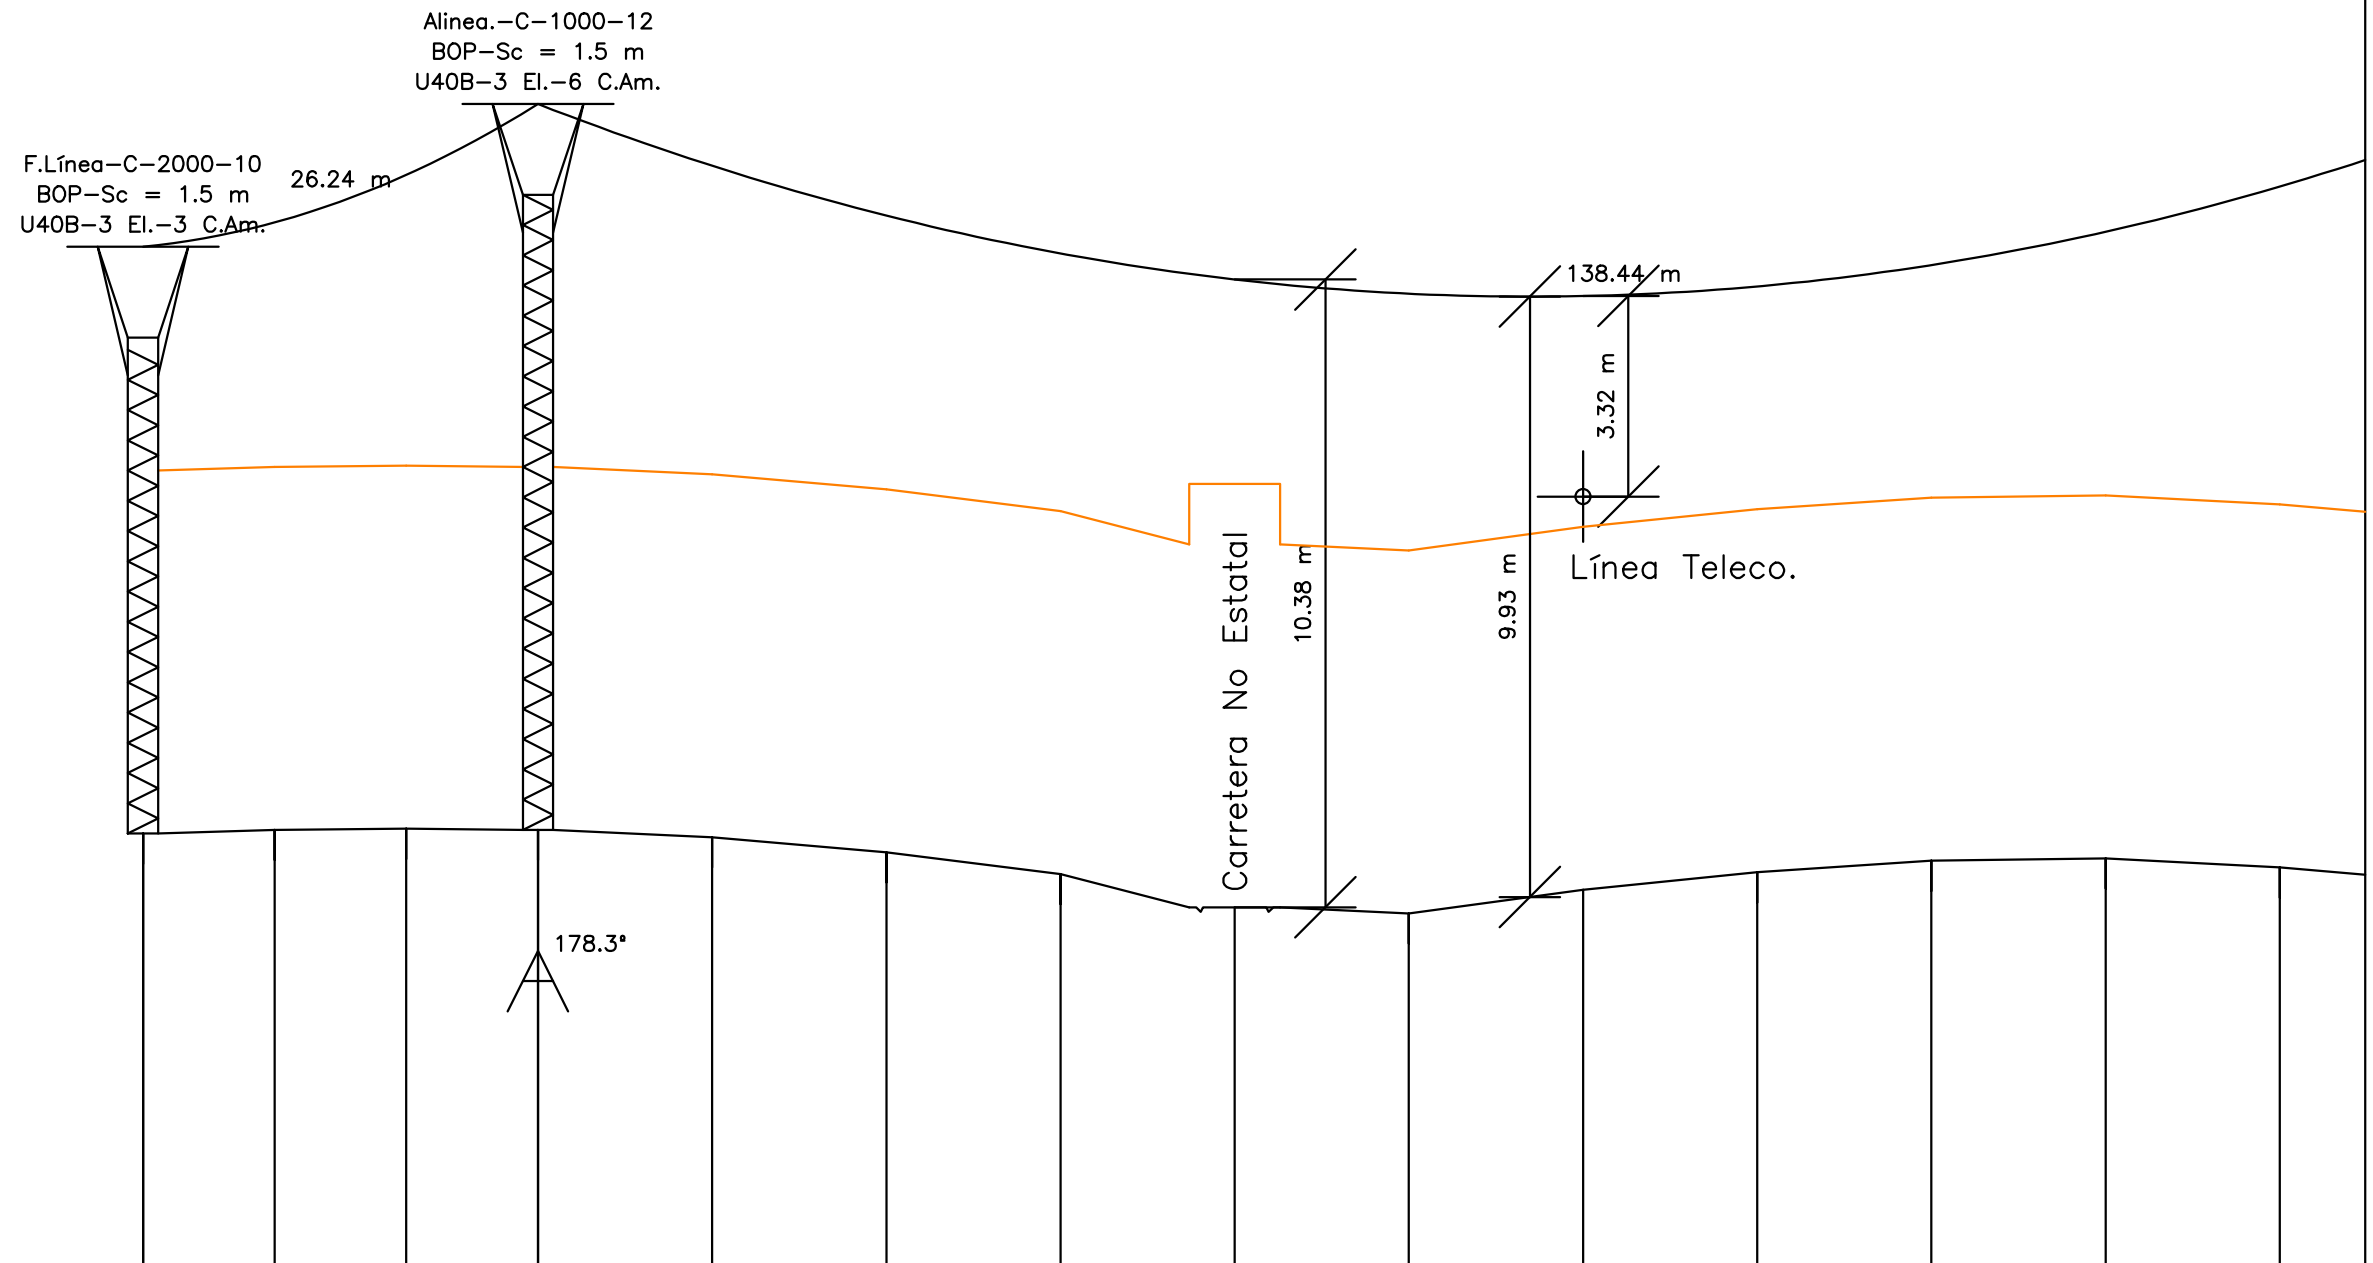 Alinea.-C-1000-12
BOP-Sc = 1.5 m
U40B-3 El.-6 C.Am.
F.Línea-C-2000-10
BOP-Sc = 1.5 m
U40B-3 El.-3 C.Am.
26.24 m
138.44 m
3.32 m
Carretera No Estatal
10.38 m
9.93 m
Línea Teleco.
178.3º